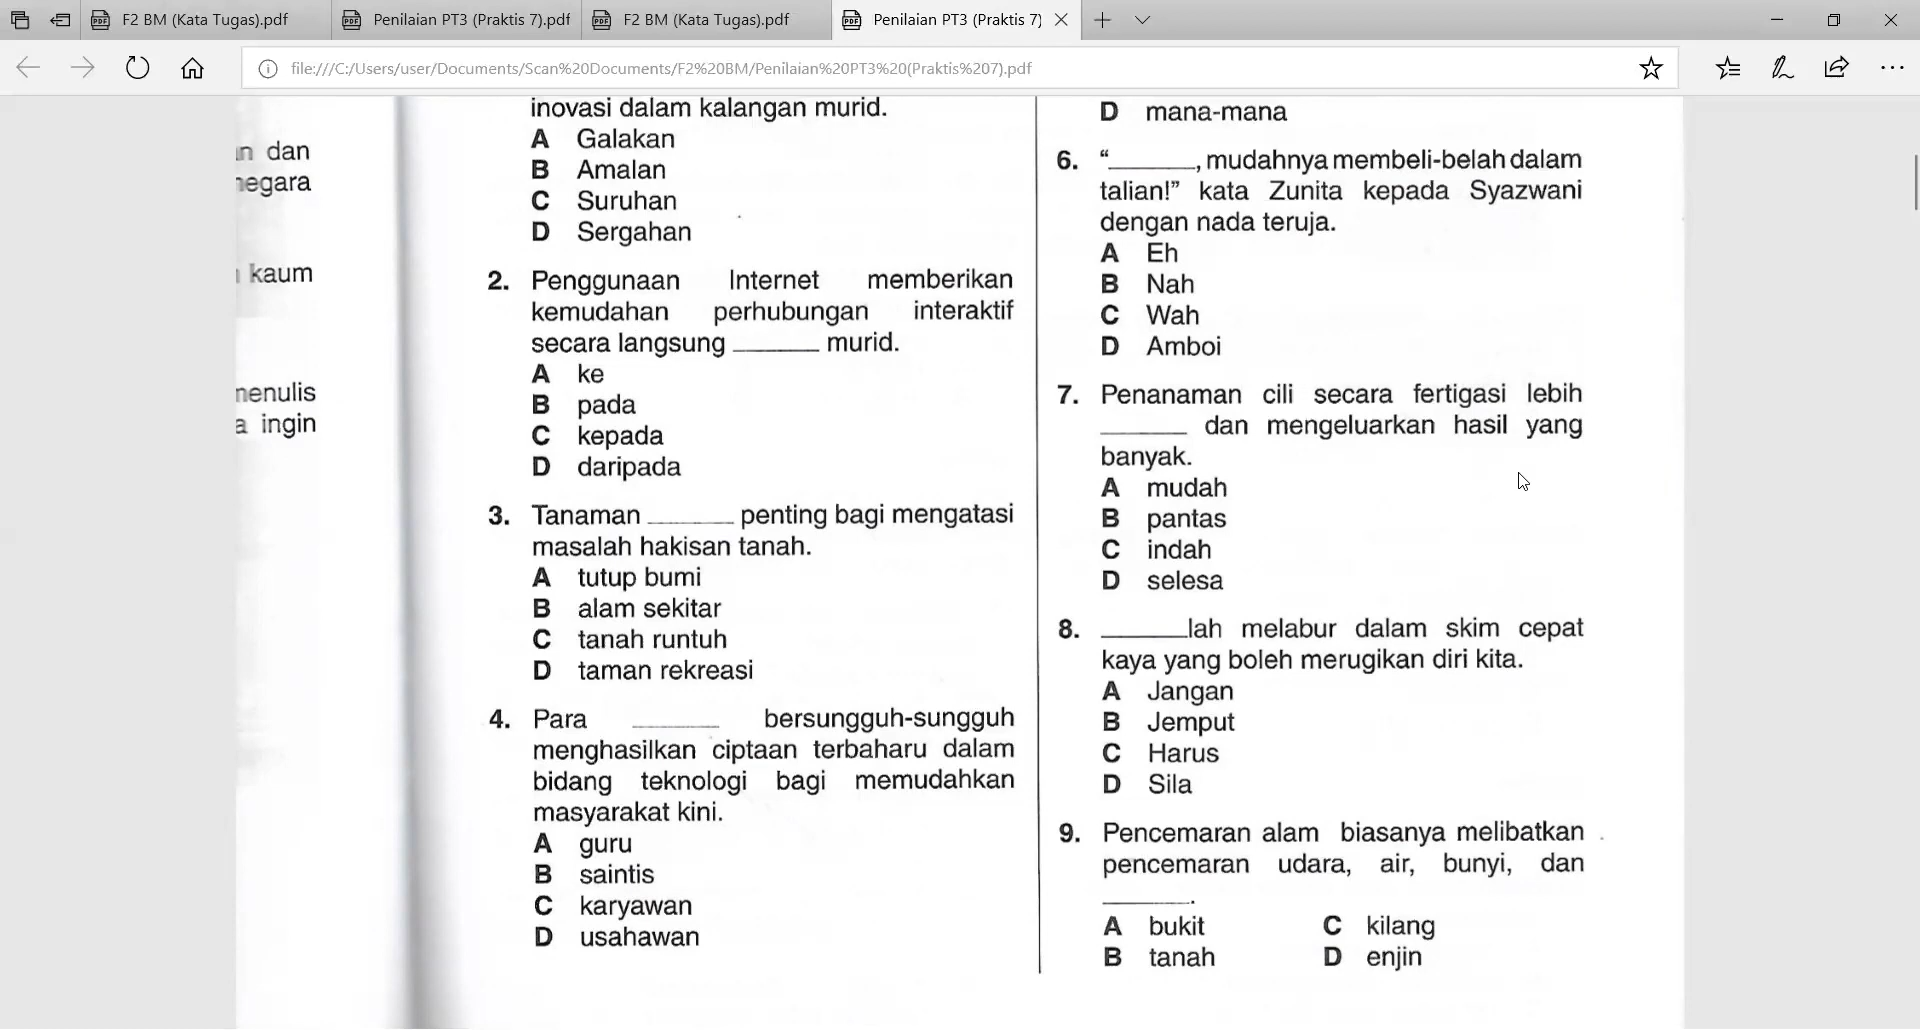 F2 BM (Kata Tugas).pdf
Penilaian PT3 (Praktis 7).pdf
F2 BM (Kata Tugas).pdf
Penilaian PT3 (Praktis 7)
file:///C:/Users/user/Documents/Scan%20Documents/F2%20BM/Penilaian%20PT3%20(Praktis%207).pdf
dan
kaum
ingin
inovasi dalam kalangan murid.
A Galakan
B Amalan
C Suruhan
D Sergahan
2. Penggunaan Internet memberikan
kemudahan perhubungan interaktif
secara langsung ______ murid.
A ke
B pada
C kepada
D daripada
3. Tanaman ______ penting bagi mengatasi
masalah hakisan tanah.
A tutup bumi
B alam sekitar
C tanah runtuh
D taman rekreasi
4. Para ______ bersungguh-sungguh
menghasilkan ciptaan terbaharu dalam
bidang teknologi bagi memudahkan
masyarakat kini.
A guru
B saintis
C karyawan
D usahawan
D mana-mana
6. “______, mudahnya membeli-belah dalam
talian!” kata Zunita kepada Syazwani
dengan nada teruja.
A Eh
B Nah
C Wah
D Amboi
7. Penanaman cili secara fertigasi lebih
______ dan mengeluarkan hasil yang
banyak.
A mudah
B pantas
C indah
D selesa
8. ______lah melabur dalam skim cepat
kaya yang boleh merugikan diri kita.
A Jangan
B Jemput
C Harus
D Sila
9. Pencemaran alam biasanya melibatkan
pencemaran udara, air, bunyi, dan
______.
A bukit C kilang
B tanah D enjin